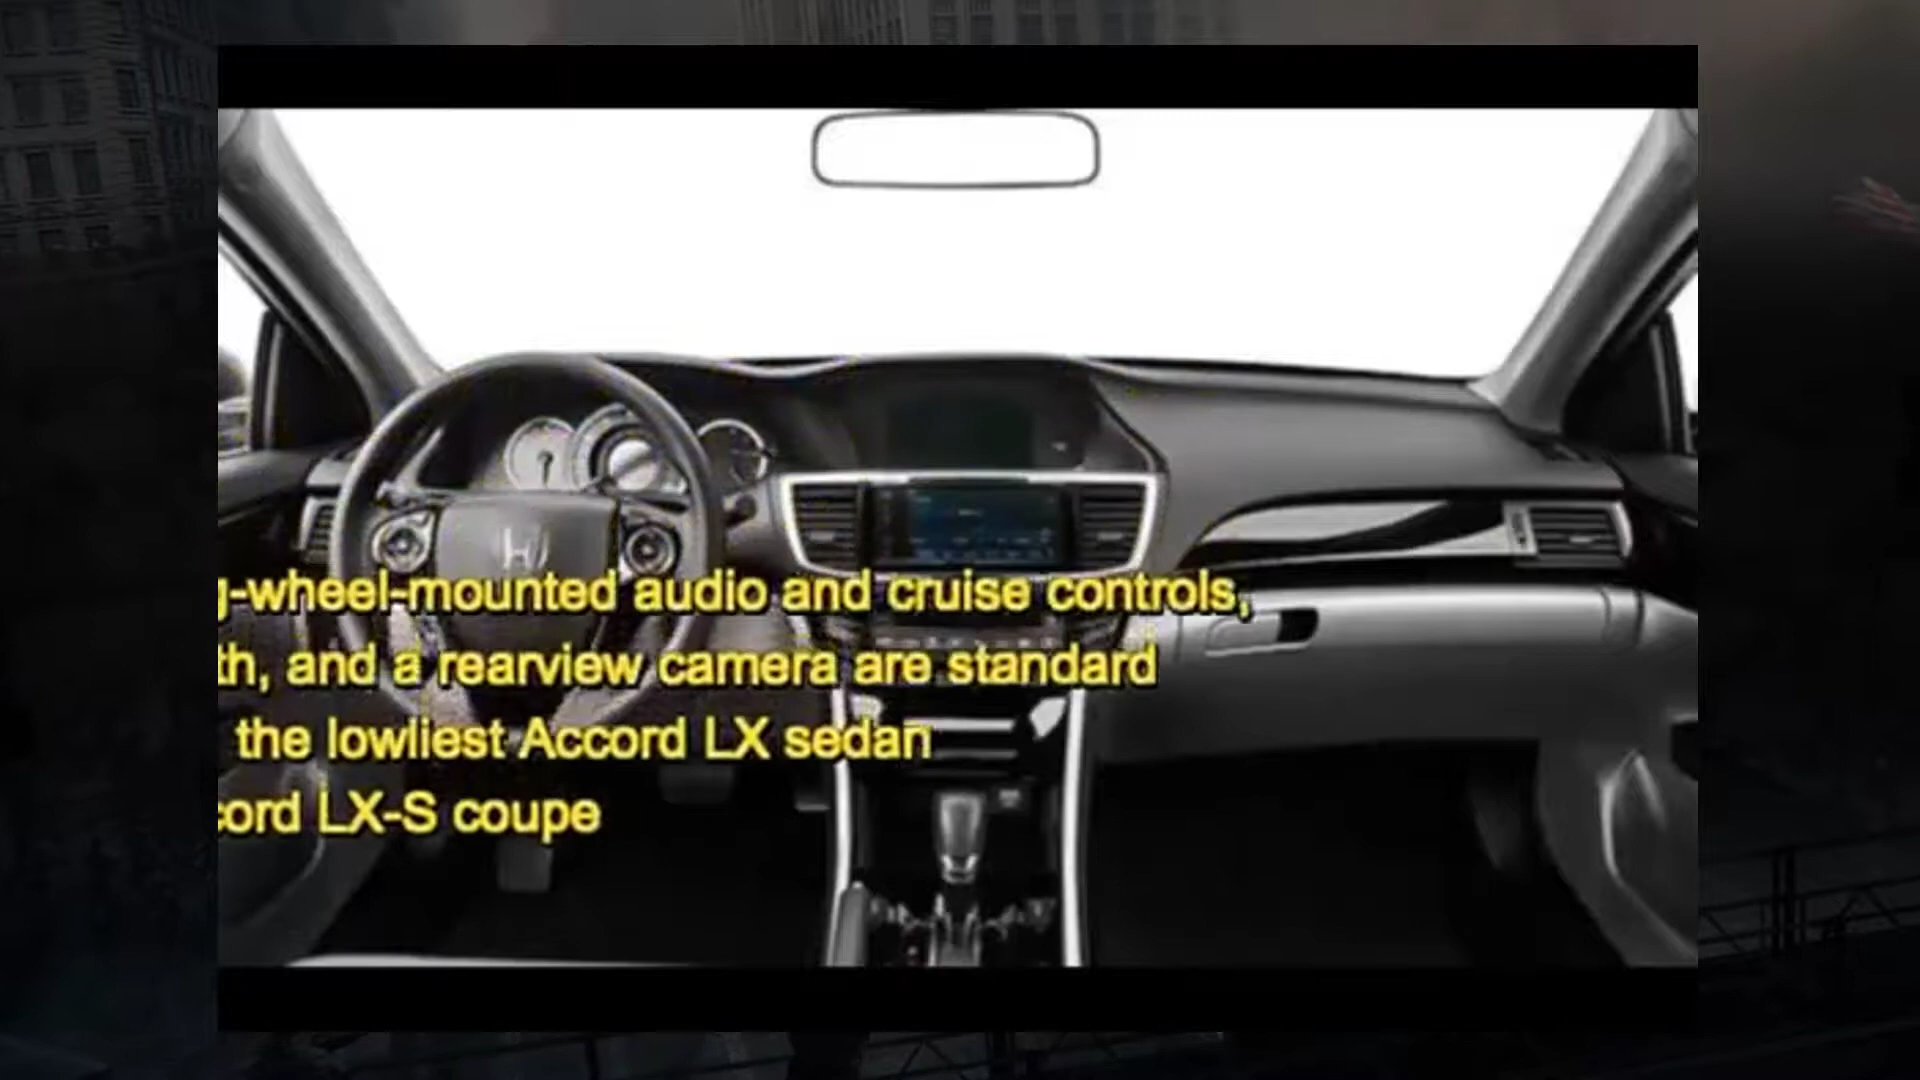 g-wheel-mounted audio and cruise controls,
th, and a rearview camera are standard
the lowliest Accord LX sedan
cord LX-S coupe